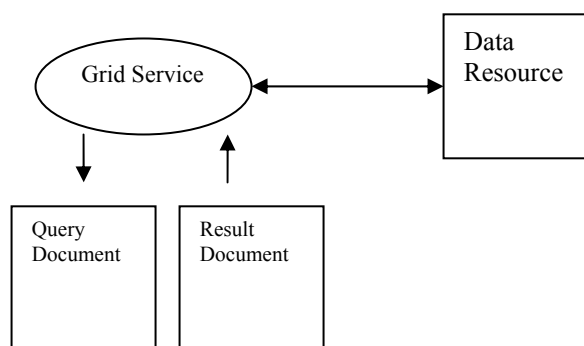 Grid Service
Data
Resource
Query
Document
Result
Document